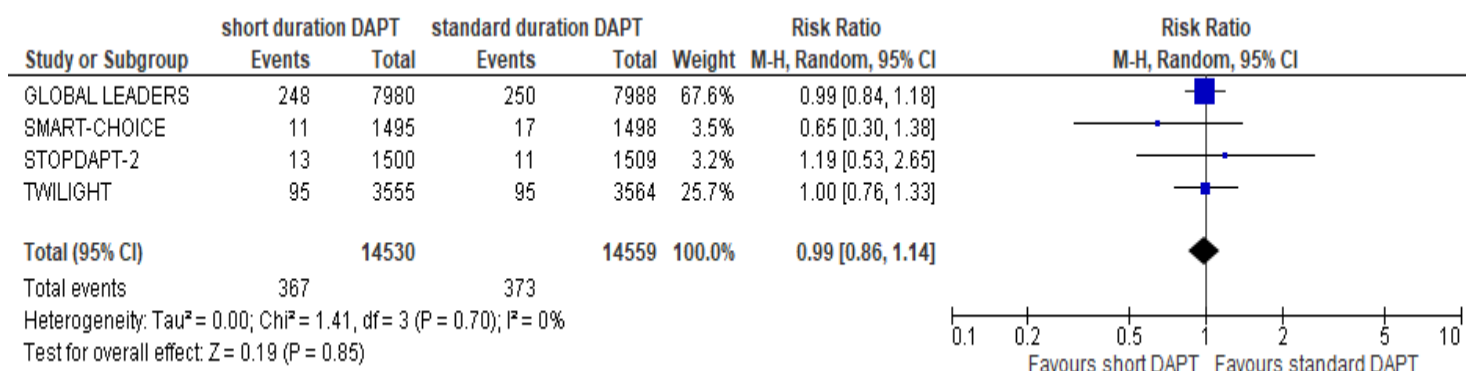 short duration DAPT standard duration DAPT Risk Ratio Risk Ratio
Study or Subgroup Events Total Events Total Weight M-H, Random, 95% CI M-H, Random, 95% CI
GLOBAL LEADERS 248 7980 250 7988 67.6% 0.99 [0.84, 1.18]
SMART-CHOICE 11 1495 17 1498 3.5% 0.65 [0.30, 1.38]
STOPDAPT-2 13 1500 11 1509 3.2% 1.19 [0.53, 2.65]
TWILIGHT 95 3555 95 3564 25.7% 1.00 [0.76, 1.33]
Total (95% CI) 14530 14559 100.0% 0.99 [0.86, 1.14]
Total events 367 373
Heterogeneity: Tau² = 0.00; Chi² = 1.41, df = 3 (P = 0.70); I² = 0%
Test for overall effect: Z = 0.19 (P = 0.85)
0.1 0.2 0.5 1 2 5 10
Favours short DAPT Favours standard DAPT